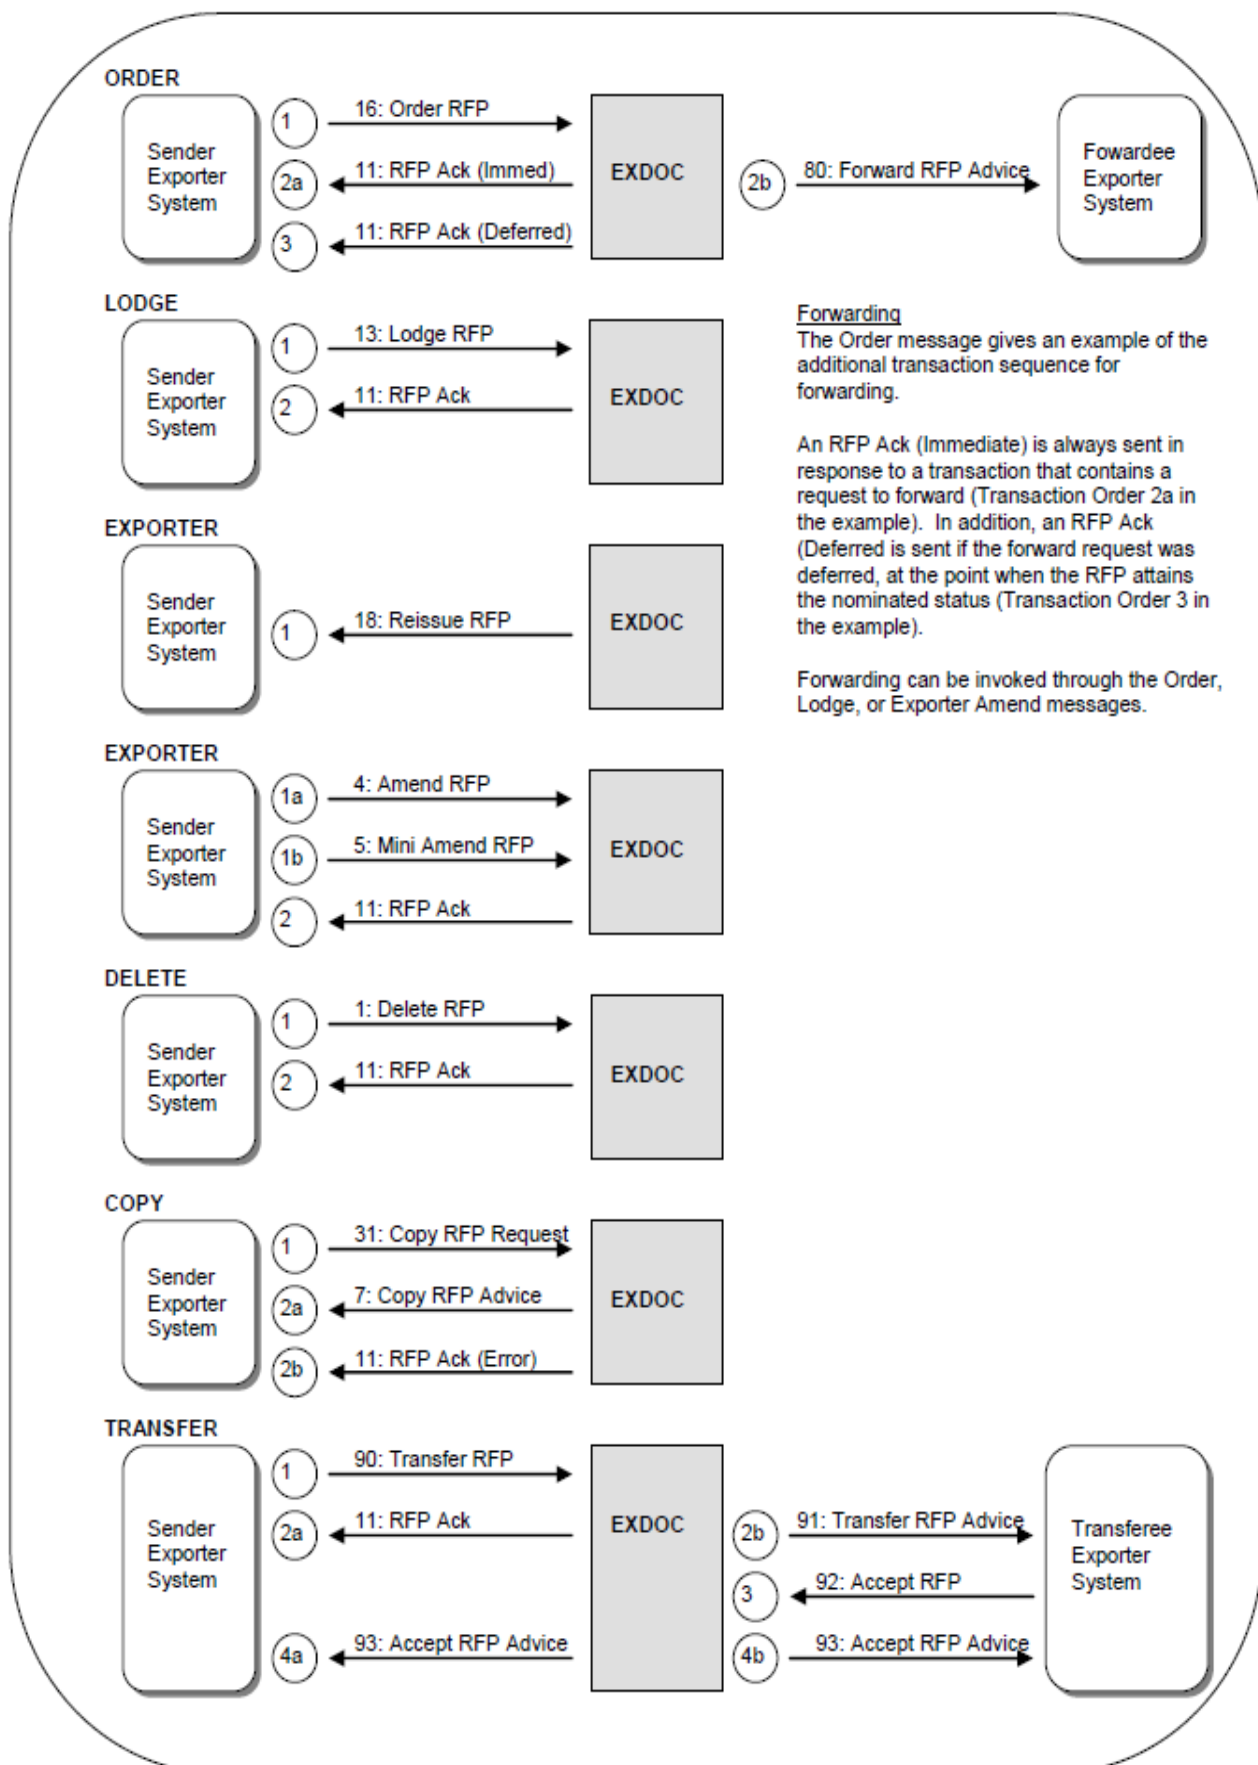 ORDER
Sender
Exporter
System
1
16: Order RFP
2a
11: RFP Ack (Immed)
3
11: RFP Ack (Deferred)
EXDOC
2b
80: Forward RFP Advice
Fowardee
Exporter
System
LODGE
Sender
Exporter
System
1
13: Lodge RFP
2
11: RFP Ack
EXDOC
Forwarding
The Order message gives an example of the
additional transaction sequence for
forwarding.
An RFP Ack (Immediate) is always sent in
response to a transaction that contains a
request to forward (Transaction Order 2a in
the example). In addition, an RFP Ack
(Deferred is sent if the forward request was
deferred, at the point when the RFP attains
the nominated status (Transaction Order 3 in
the example).
Forwarding can be invoked through the Order,
Lodge, or Exporter Amend messages.
EXPORTER
Sender
Exporter
System
1
18: Reissue RFP
EXDOC
EXPORTER
Sender
Exporter
System
1a
4: Amend RFP
1b
5: Mini Amend RFP
2
11: RFP Ack
EXDOC
DELETE
Sender
Exporter
System
1
1: Delete RFP
2
11: RFP Ack
EXDOC
COPY
Sender
Exporter
System
1
31: Copy RFP Request
2a
7: Copy RFP Advice
2b
11: RFP Ack (Error)
EXDOC
TRANSFER
Sender
Exporter
System
1
90: Transfer RFP
2a
11: RFP Ack
4a
93: Accept RFP Advice
EXDOC
2b
91: Transfer RFP Advice
3
92: Accept RFP
4b
93: Accept RFP Advice
Transferee
Exporter
System